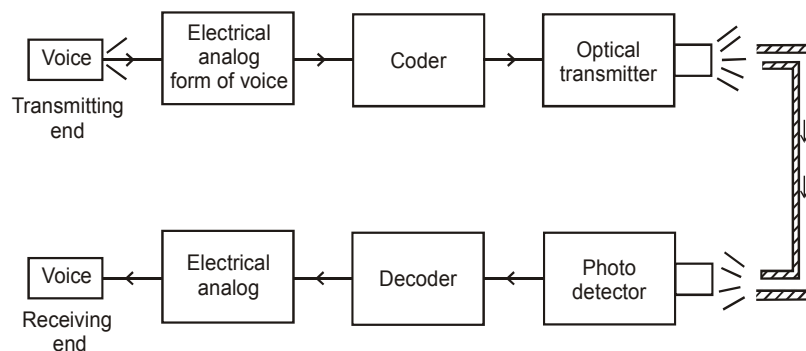 Voice
Transmitting
end
Electrical
analog
form of voice
Coder
Optical
transmitter
Voice
Receiving
end
Electrical
analog
Decoder
Photo
detector